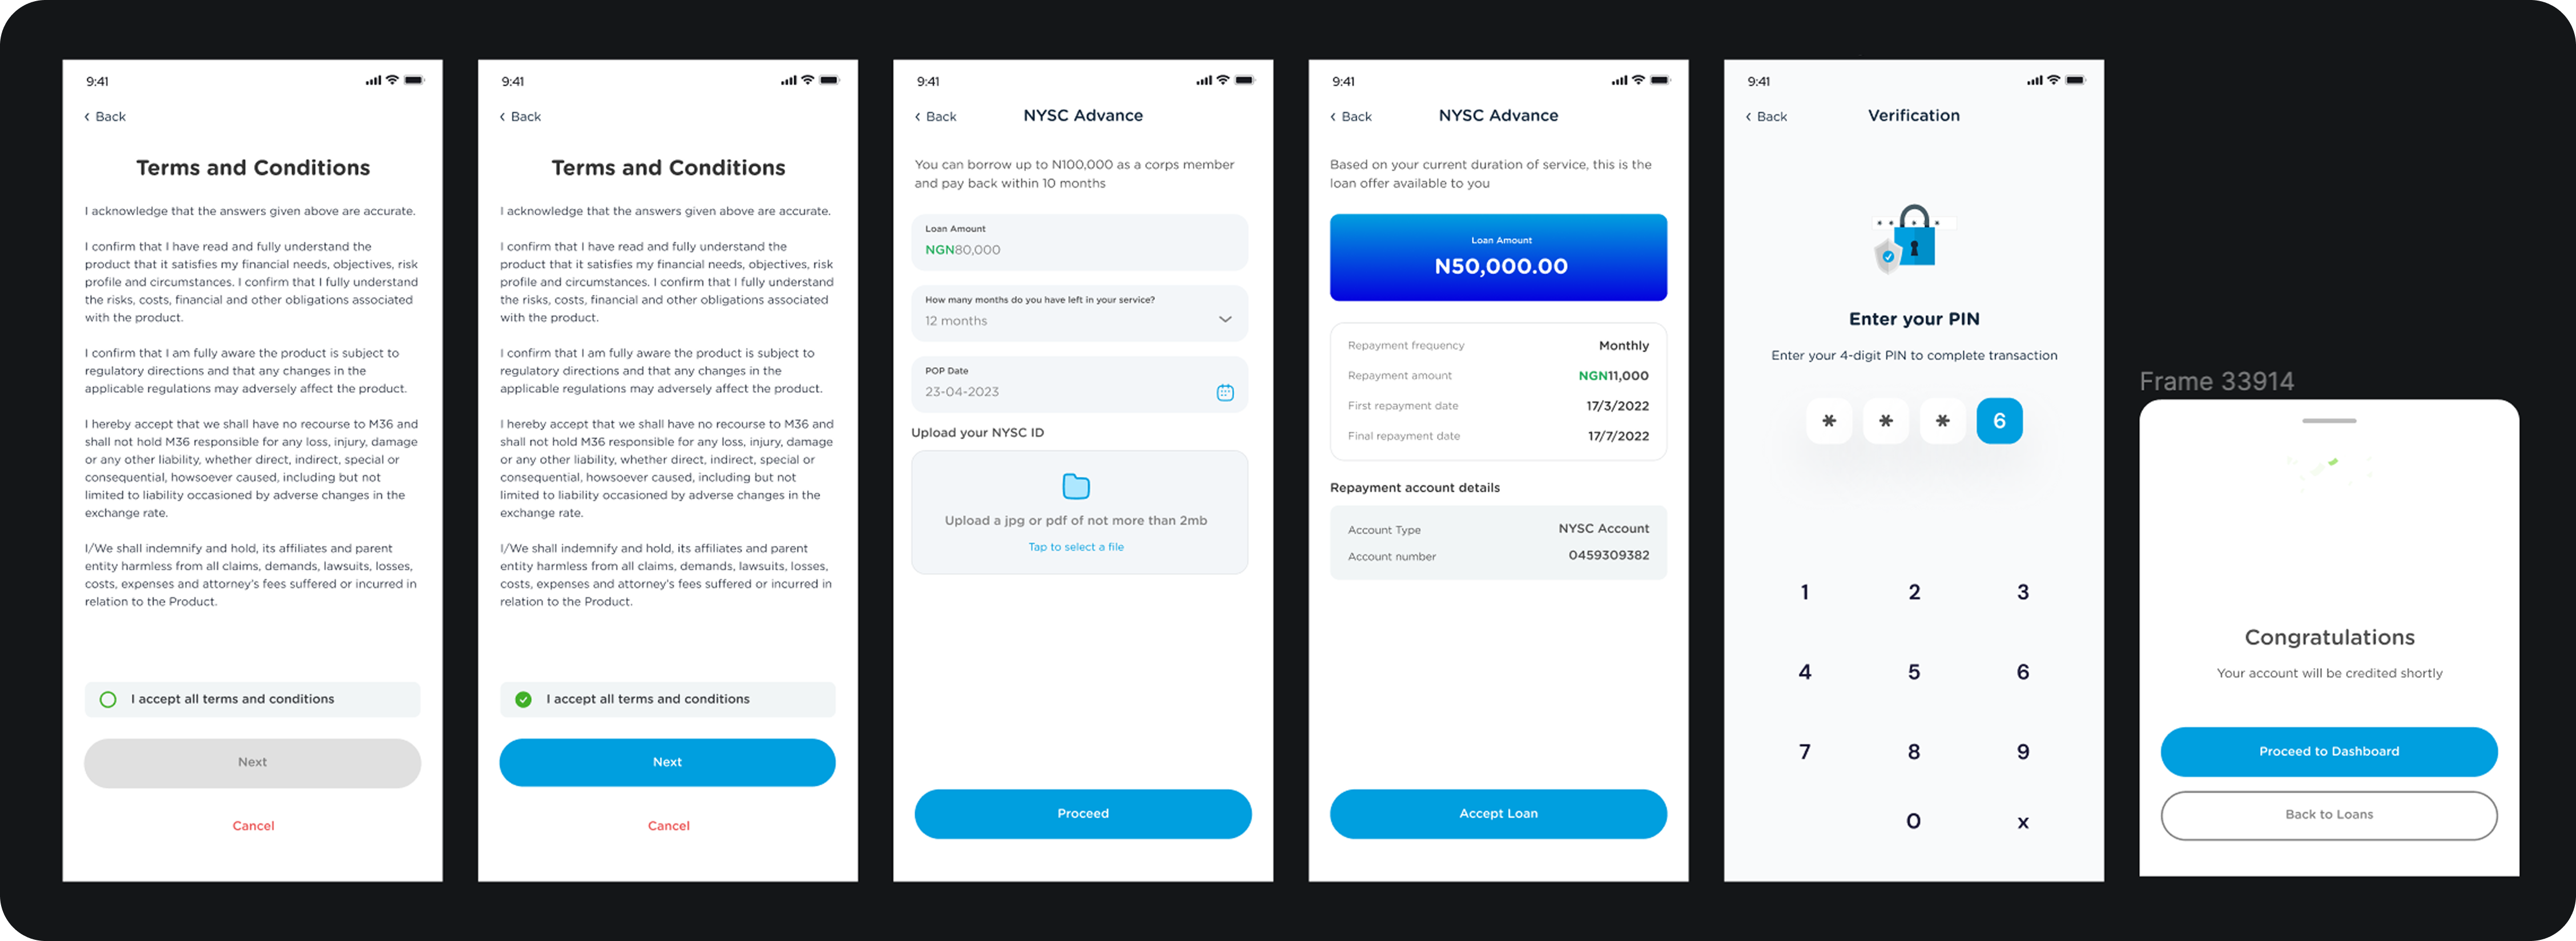 9:41
Back
Terms and Conditions
I acknowledge that the answers given above are accurate.
I confirm that I have read and fully understand the
product that it satisfies my financial needs, objectives, risk
profile and circumstances. I confirm that I fully understand
the risks, costs, financial and other obligations associated
with the product.
I confirm that I am fully aware the product is subject to
regulatory directions and that any changes in the
applicable regulations may adversely affect the product.
I hereby accept that we shall have no recourse to M36 and
shall not hold M36 responsible for any loss, injury, damage
or any other liability, whether direct, indirect, special or
consequential, howsoever caused, including but not
limited to liability occasioned by adverse changes in the
exchange rate.
I/We shall indemnify and hold, its affiliates and parent
entity harmless from all claims, demands, lawsuits, losses,
costs, expenses and attorney's fees suffered or incurred in
relation to the Product.
I accept all terms and conditions
Next
Cancel
9:41
Back
Terms and Conditions
I acknowledge that the answers given above are accurate.
I confirm that I have read and fully understand the
product that it satisfies my financial needs, objectives, risk
profile and circumstances. I confirm that I fully understand
the risks, costs, financial and other obligations associated
with the product.
I confirm that I am fully aware the product is subject to
regulatory directions and that any changes in the
applicable regulations may adversely affect the product.
I hereby accept that we shall have no recourse to M36 and
shall not hold M36 responsible for any loss, injury, damage
or any other liability, whether direct, indirect, special or
consequential, howsoever caused, including but not
limited to liability occasioned by adverse changes in the
exchange rate.
I/We shall indemnify and hold, its affiliates and parent
entity harmless from all claims, demands, lawsuits, losses,
costs, expenses and attorney's fees suffered or incurred in
relation to the Product.
I accept all terms and conditions
Next
Cancel
9:41
Back
NYSC Advance
You can borrow up to N100,000 as a corps member
and pay back within 10 months
Loan Amount
NGN80,000
How many months do you have left in your service?
12 months
POP Date
23-04-2023
Upload your NYSC ID
Upload a jpg or pdf of not more than 2mb
Tap to select a file
Proceed
9:41
Back
NYSC Advance
Based on your current duration of service, this is the
loan offer available to you
Loan Amount
N50,000.00
Repayment frequency Monthly
Repayment amount NGN11,000
First repayment date 17/3/2022
Final repayment date 17/7/2022
Repayment account details
Account Type NYSC Account
Account number 0459309382
Accept Loan
9:41
Back
Verification
Enter your PIN
Enter your 4-digit PIN to complete transaction
* * * 6
1 2 3
4 5 6
7 8 9
0 x
Frame 33914
Congratulations
Your account will be credited shortly
Proceed to Dashboard
Back to Loans